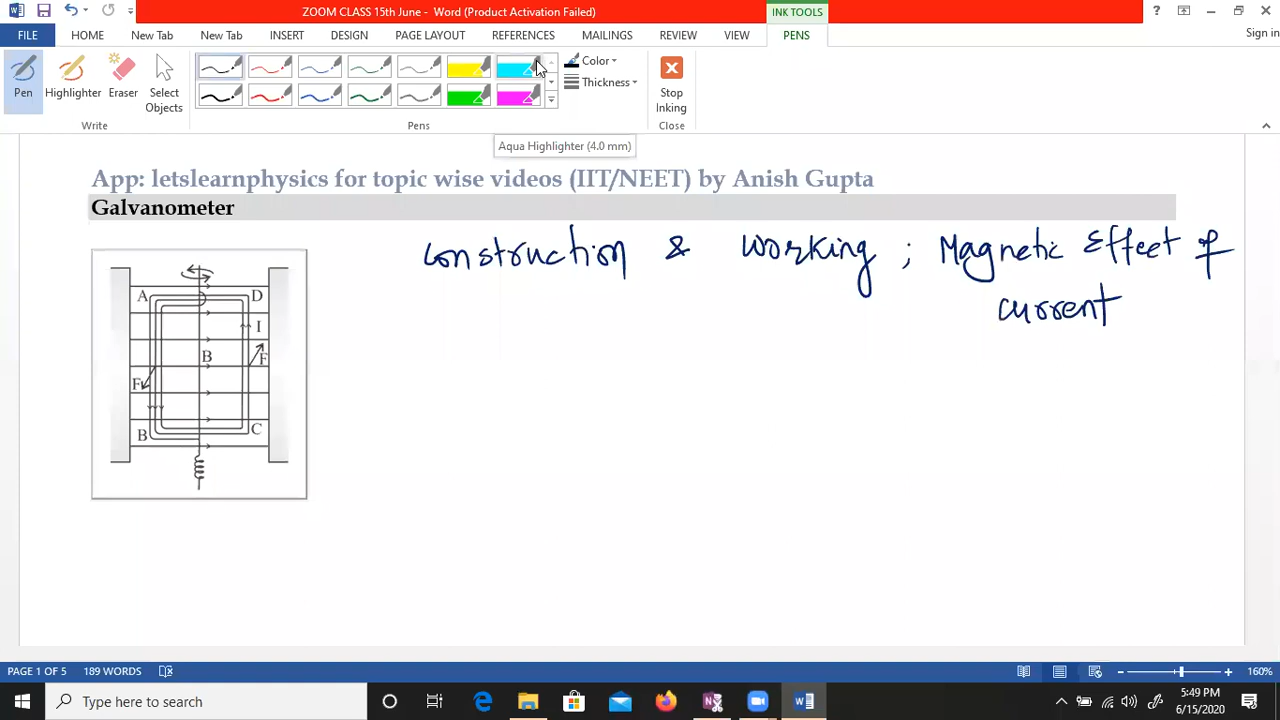 ZOOM CLASS 15th June - Word (Product Activation Failed)
INK TOOLS
?
FILE
HOME
New Tab
New Tab
INSERT
DESIGN
PAGE LAYOUT
REFERENCES
MAILINGS
REVIEW
VIEW
PENS
Sign in
Pen
Highlighter
Eraser
Select Objects
Color
Thickness
Stop Inking
Write
Pens
Close
Aqua Highlighter (4.0 mm)
App: letslearnphysics for topic wise videos (IIT/NEET) by Anish Gupta
Galvanometer
construction & working ; Magnetic Effect of
current
A D
I
B
F
F
B C
PAGE 1 OF 5
189 WORDS
160%
Type here to search
5:49 PM
6/15/2020